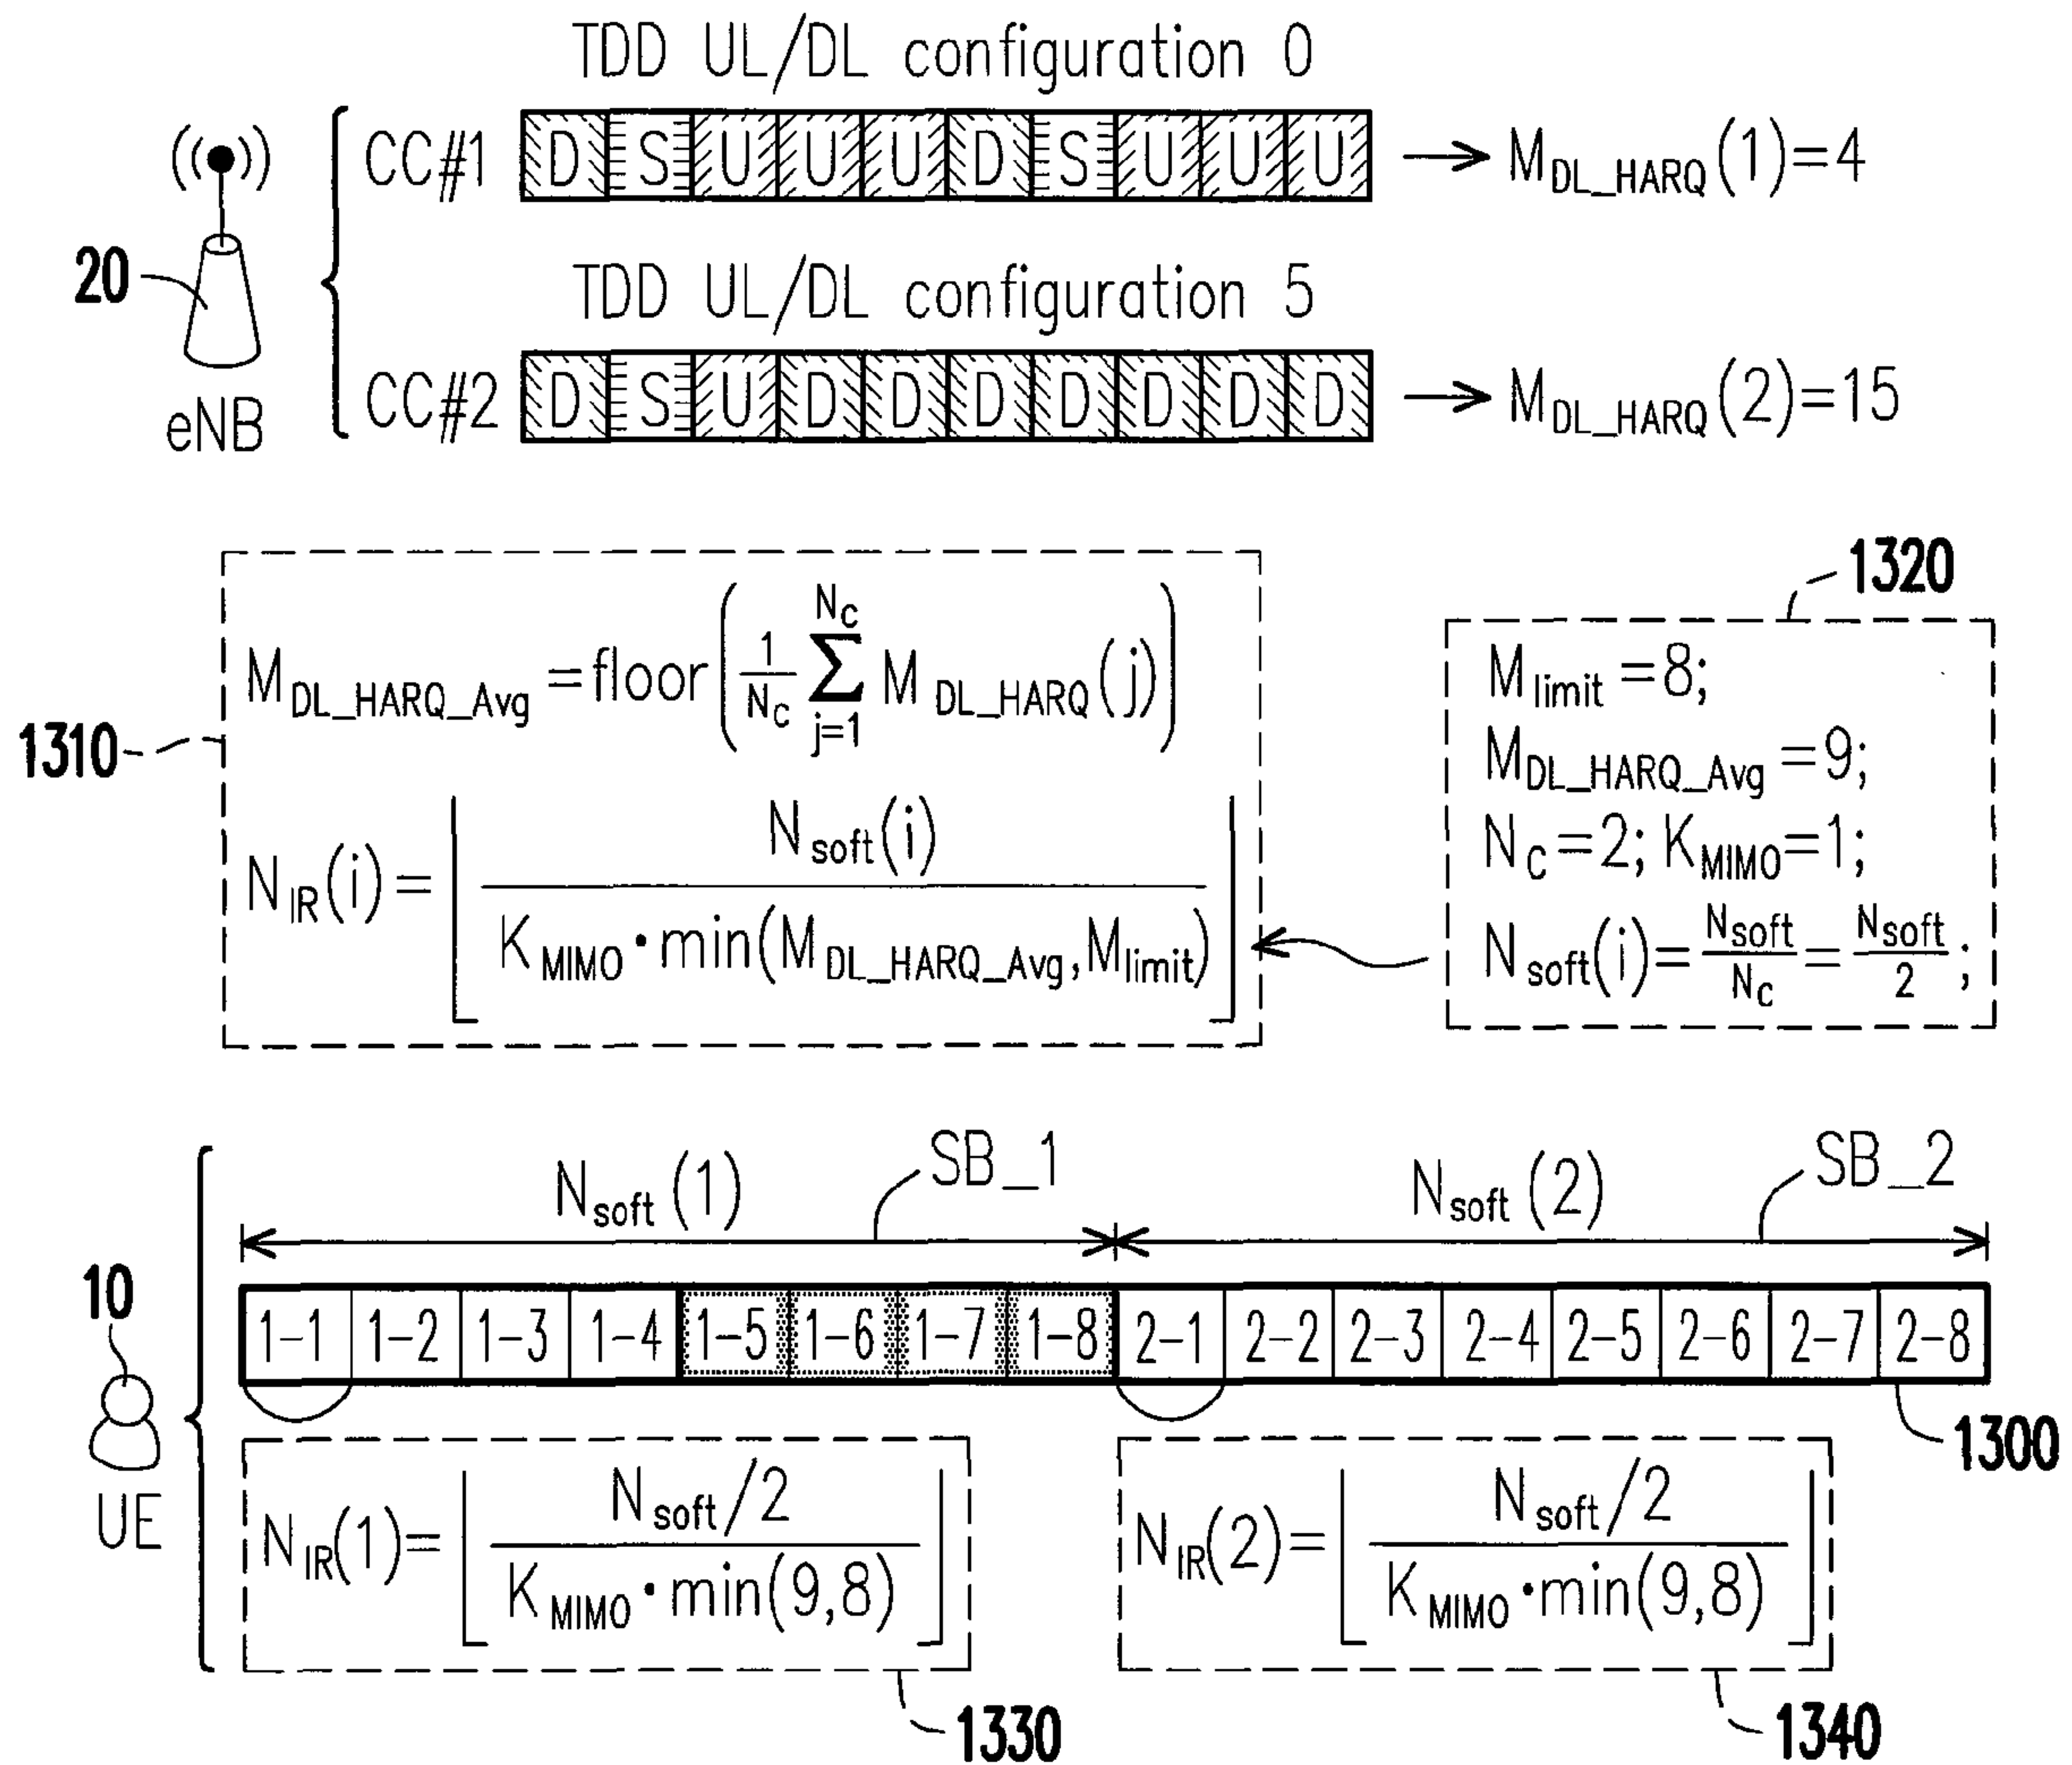 TDD UL/DL configuration 0
CC#1 D S U U U D S U U U M_DL_HARQ(1)=4
20
TDD UL/DL configuration 5
CC#2 D S U D D D D D D D M_DL_HARQ(2)=15
eNB
1310
M_DL_HARQ_Avg = floor( 1/N_C Σ_{j=1}^{N_C} M_DL_HARQ(j) )
N_IR(i) = ⌊ N_soft(i) / K_MIMO · min(M_DL_HARQ_Avg, M_limit) ⌋
1320
M_limit = 8;
M_DL_HARQ_Avg = 9;
N_C = 2; K_MIMO = 1;
N_soft(i) = N_soft / N_C = N_soft / 2 ;
N_soft(1) SB_1 N_soft(2) SB_2
10
1-1 1-2 1-3 1-4 1-5 1-6 1-7 1-8 2-1 2-2 2-3 2-4 2-5 2-6 2-7 2-8
1300
UE
N_IR(1) = ⌊ N_soft/2 / K_MIMO · min(9,8) ⌋
N_IR(2) = ⌊ N_soft/2 / K_MIMO · min(9,8) ⌋
1330
1340